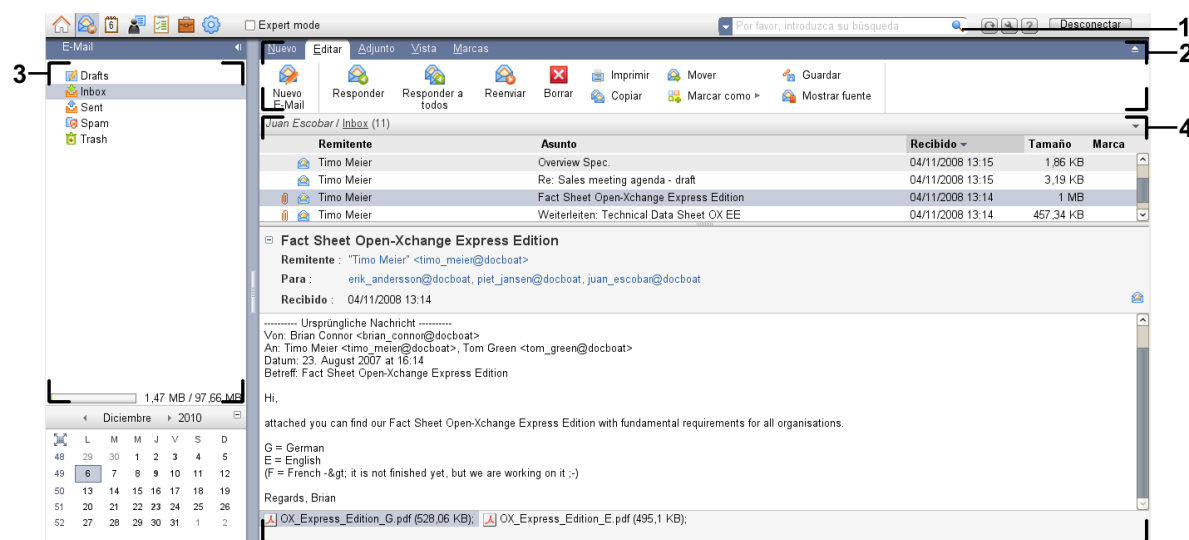 Expert mode
Por favor, introduzca su búsqueda
Desconectar
1
E-Mail
Nuevo Editar Adjunto Vista Marcas
2
3
Drafts
Inbox
Sent
Spam
Trash
Nuevo E-Mail
Responder
Responder a todos
Reenviar
Borrar
Imprimir
Copiar
Mover
Marcar como
Guardar
Mostrar fuente
Juan Escobar / Inbox (11)
4
Remitente Asunto Recibido Tamaño Marca
Timo Meier Overview Spec. 04/11/2008 13:15 1,86 KB
Timo Meier Re: Sales meeting agenda - draft 04/11/2008 13:15 3,19 KB
Timo Meier Fact Sheet Open-Xchange Express Edition 04/11/2008 13:14 1 MB
Timo Meier Weiterleiten: Technical Data Sheet OX EE 04/11/2008 13:14 457,34 KB
Fact Sheet Open-Xchange Express Edition
Remitente : "Timo Meier" <timo_meier@docboat>
Para : erik_andersson@docboat, piet_jansen@docboat, juan_escobar@docboat
Recibido : 04/11/2008 13:14
---------- Ursprüngliche Nachricht ----------
Von: Brian Connor <brian_connor@docboat>
An: Timo Meier <timo_meier@docboat>, Tom Green <tom_green@docboat>
Datum: 23. August 2007 at 16:14
Betreff: Fact Sheet Open-Xchange Express Edition
Hi,
attached you can find our Fact Sheet Open-Xchange Express Edition with fundamental requirements for all organisations.
G = German
E = English
(F = French -&gt; it is not finished yet, but we are working on it ;-)
Regards, Brian
OX_Express_Edition_G.pdf (528,06 KB); OX_Express_Edition_E.pdf (495,1 KB);
1,47 MB / 97,66 MB
Diciembre 2010
L M M J V S D
48 29 30 1 2 3 4 5
49 6 7 8 9 10 11 12
50 13 14 15 16 17 18 19
51 20 21 22 23 24 25 26
52 27 28 29 30 31 1 2